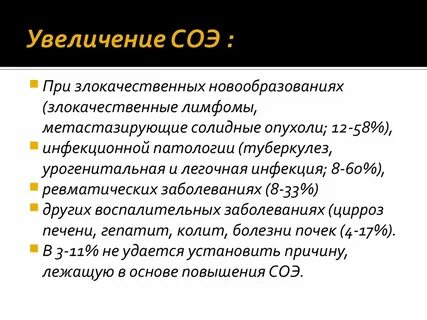 Увеличение СОЭ :
При злокачественных новообразованиях
(злокачественные лимфомы,
метастазирующие солидные опухоли; 12-58%),
инфекционной патологии (туберкулез,
урогенитальная и легочная инфекция; 8-60%),
ревматических заболеваниях (8-33%)
других воспалительных заболеваниях (цирроз
печени, гепатит, колит, болезни почек (4-17%).
В 3-11% не удается установить причину,
лежащую в основе повышения СОЭ.